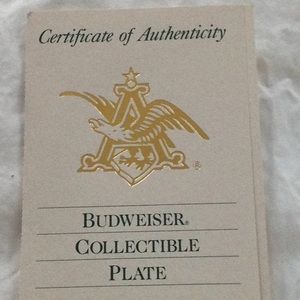 Certificate of Authenticity
A
®
BUDWEISER®
COLLECTIBLE
PLATE